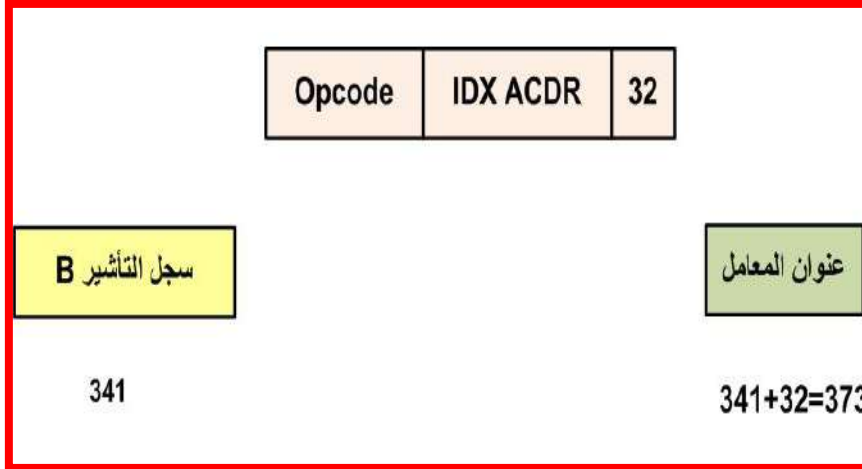 Opcode IDX ACDR 32
سجل التأشير B
عنوان المعامل
341
341+32=373